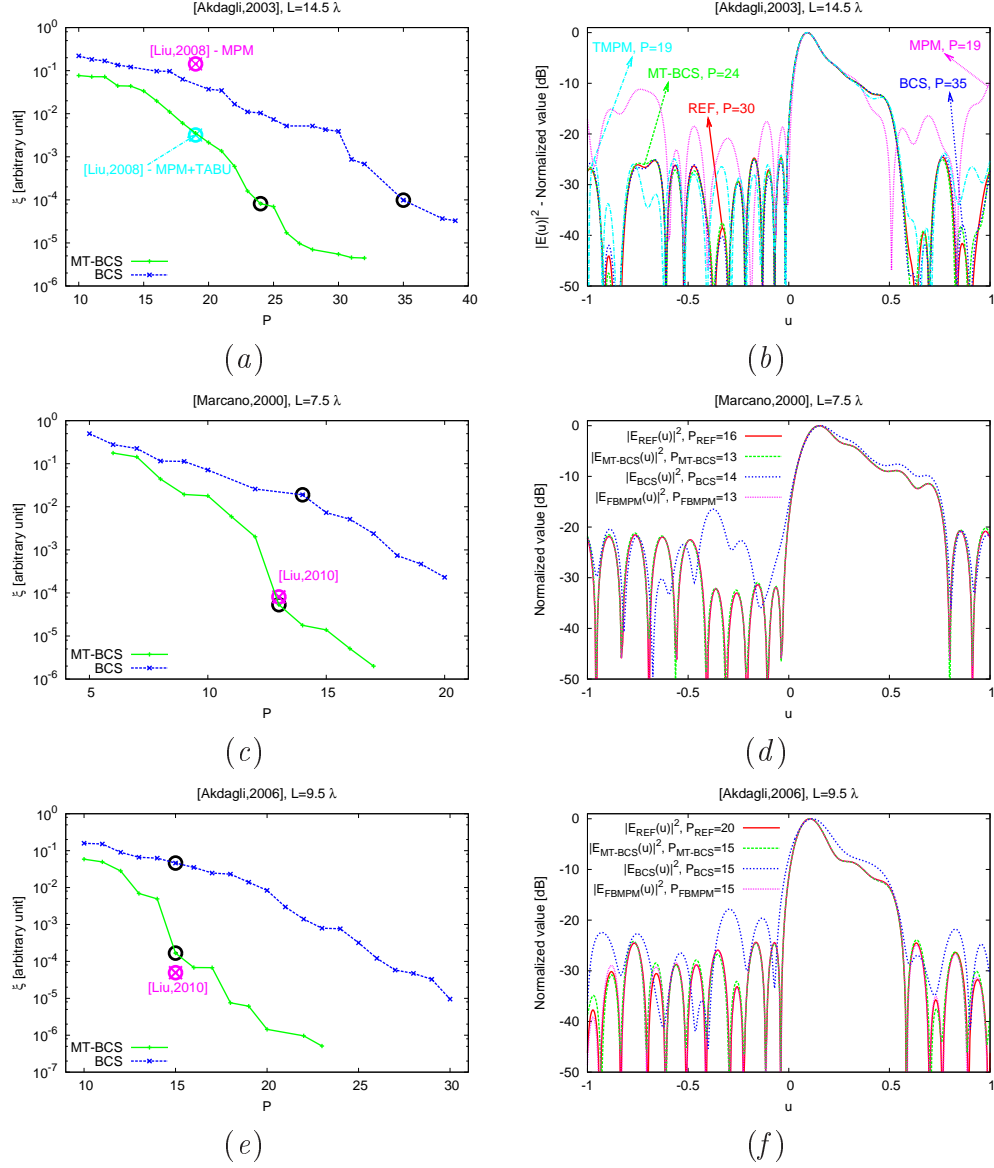 [Akdagli,2003], L=14.5 λ
ξ [arbitrary unit]
10^0
10^-1
10^-2
10^-3
10^-4
10^-5
10^-6
[Liu,2008] - MPM
[Liu,2008] - MPM+TABU
MT-BCS
BCS
10 15 20 25 30 35 40
P
(a)
[Akdagli,2003], L=14.5 λ
|E(u)|^2 - Normalized value [dB]
0
-10
-20
-30
-40
-50
TMPM, P=19
MPM, P=19
MT-BCS, P=24
BCS, P=35
REF, P=30
-1 -0.5 0 0.5 1
u
(b)
[Marcano,2000], L=7.5 λ
ξ [arbitrary unit]
10^0
10^-1
10^-2
10^-3
10^-4
10^-5
10^-6
[Liu,2010]
MT-BCS
BCS
5 10 15 20
P
(c)
[Marcano,2000], L=7.5 λ
Normalized value [dB]
0
-10
-20
-30
-40
-50
|E_REF(u)|^2, P_REF=16
|E_MT-BCS(u)|^2, P_MT-BCS=13
|E_BCS(u)|^2, P_BCS=14
|E_FBMPM(u)|^2, P_FBMPM=13
-1 -0.5 0 0.5 1
u
(d)
[Akdagli,2006], L=9.5 λ
ξ [arbitrary unit]
10^0
10^-1
10^-2
10^-3
10^-4
10^-5
10^-6
10^-7
[Liu,2010]
MT-BCS
BCS
10 15 20 25 30
P
(e)
[Akdagli,2006], L=9.5 λ
Normalized value [dB]
0
-10
-20
-30
-40
-50
|E_REF(u)|^2, P_REF=20
|E_MT-BCS(u)|^2, P_MT-BCS=15
|E_BCS(u)|^2, P_BCS=15
|E_FBMPM(u)|^2, P_FBMPM=15
-1 -0.5 0 0.5 1
u
(f)